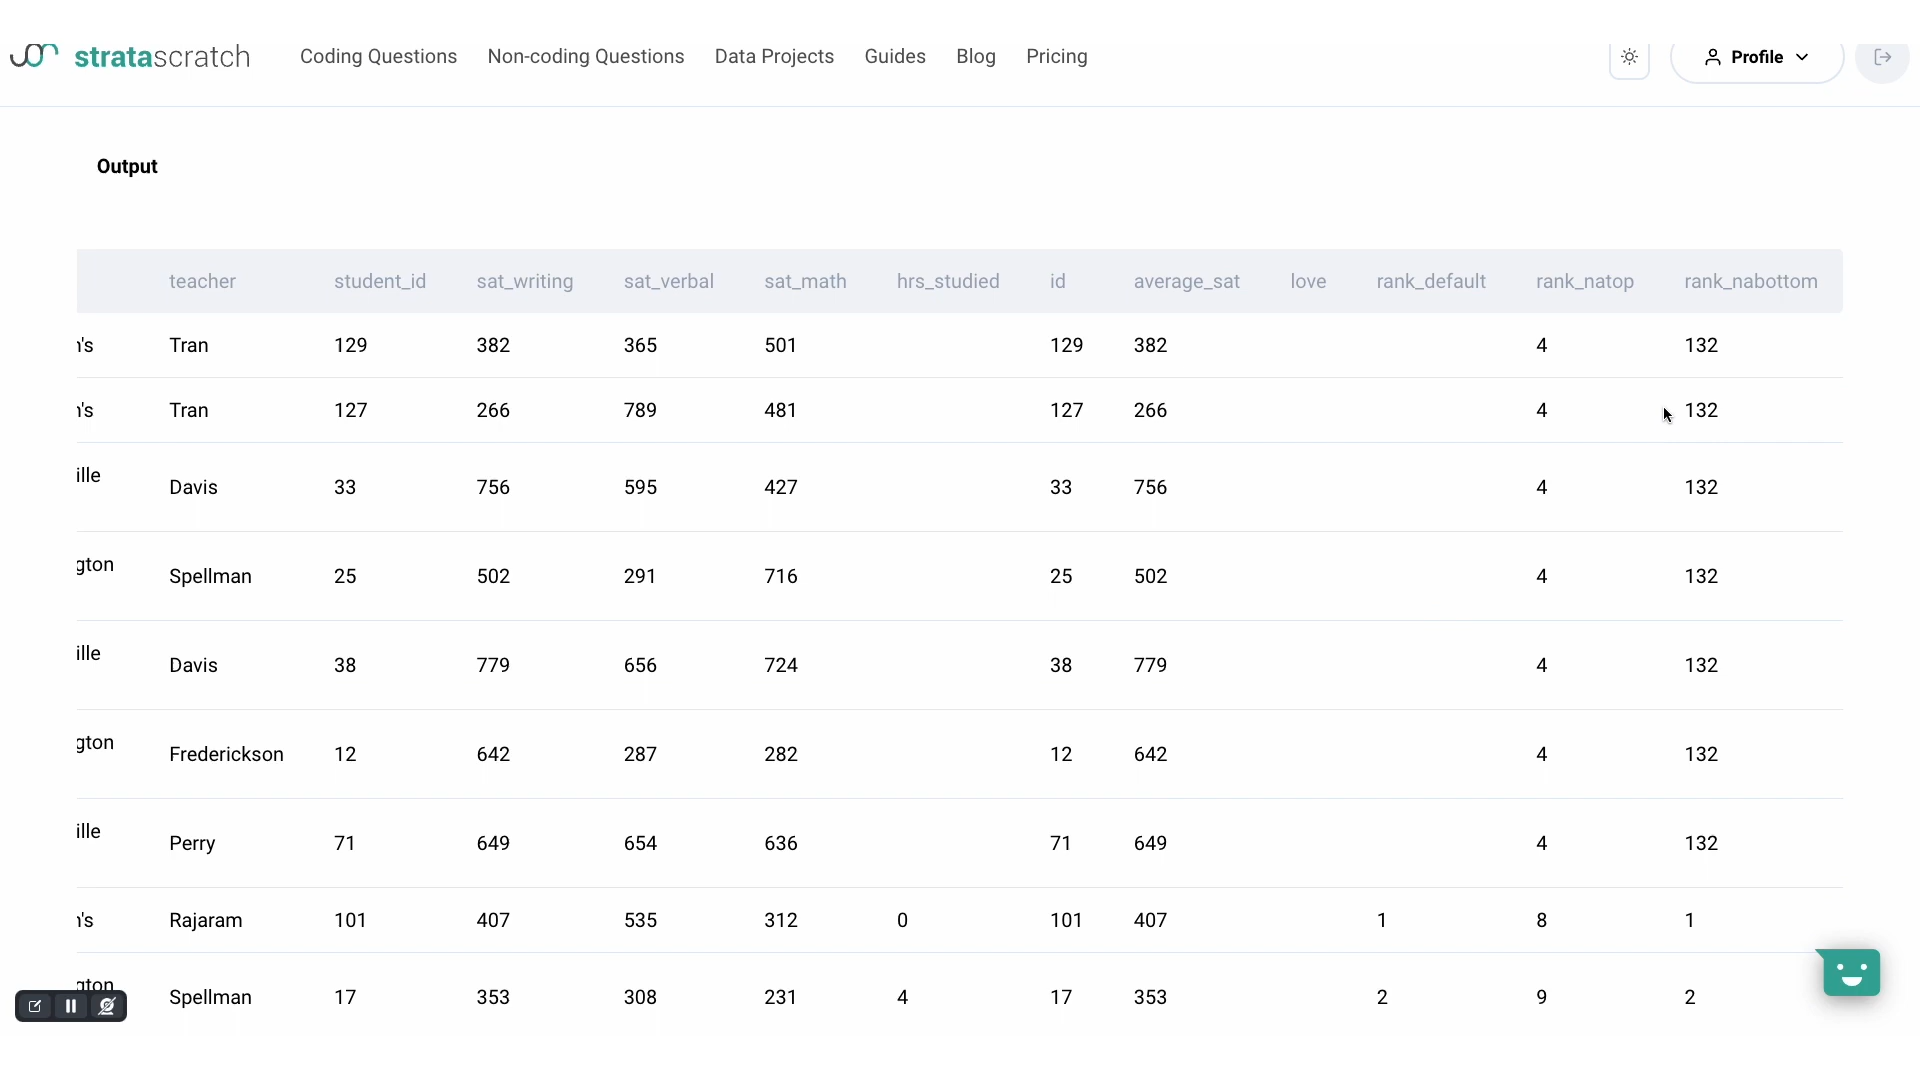 stratascratch Coding Questions Non-coding Questions Data Projects Guides Blog Pricing Profile
Output
teacher student_id sat_writing sat_verbal sat_math hrs_studied id average_sat love rank_default rank_natop rank_nabottom
n's Tran 129 382 365 501 129 382 4 132
n's Tran 127 266 789 481 127 266 4 132
ille
Davis 33 756 595 427 33 756 4 132
gton
Spellman 25 502 291 716 25 502 4 132
ille
Davis 38 779 656 724 38 779 4 132
gton
Frederickson 12 642 287 282 12 642 4 132
ille
Perry 71 649 654 636 71 649 4 132
n's Rajaram 101 407 535 312 0 101 407 1 8 1
gton
Spellman 17 353 308 231 4 17 353 2 9 2